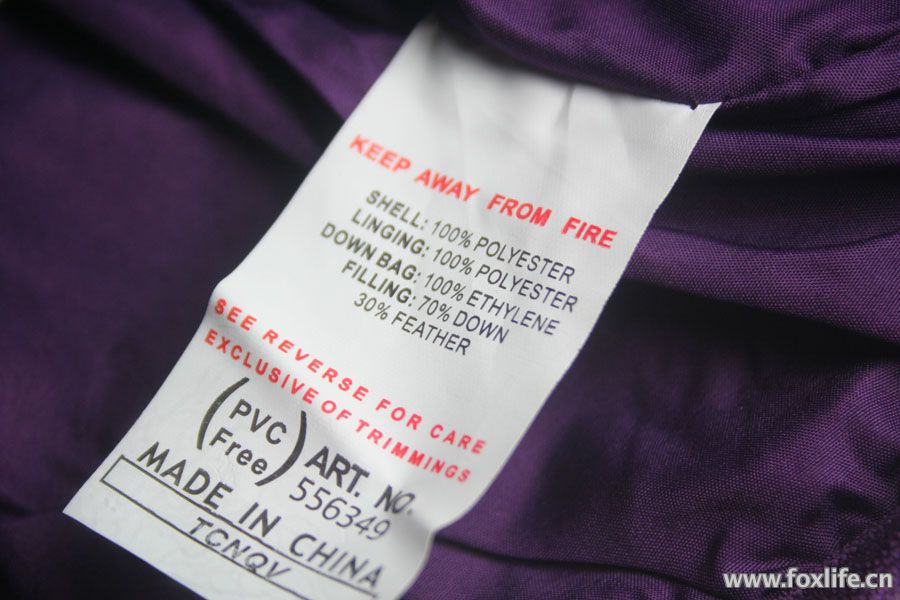 KEEP AWAY FROM FIRE
SHELL: 100% POLYESTER
LINGING: 100% POLYESTER
DOWN BAG: 100% ETHYLENE
FILLING: 70% DOWN
30% FEATHER
SEE REVERSE FOR CARE
EXCLUSIVE OF TRIMMINGS
(PVC Free)
ART. NO.
556349
MADE IN CHINA
TCNQV
www.foxlife.cn